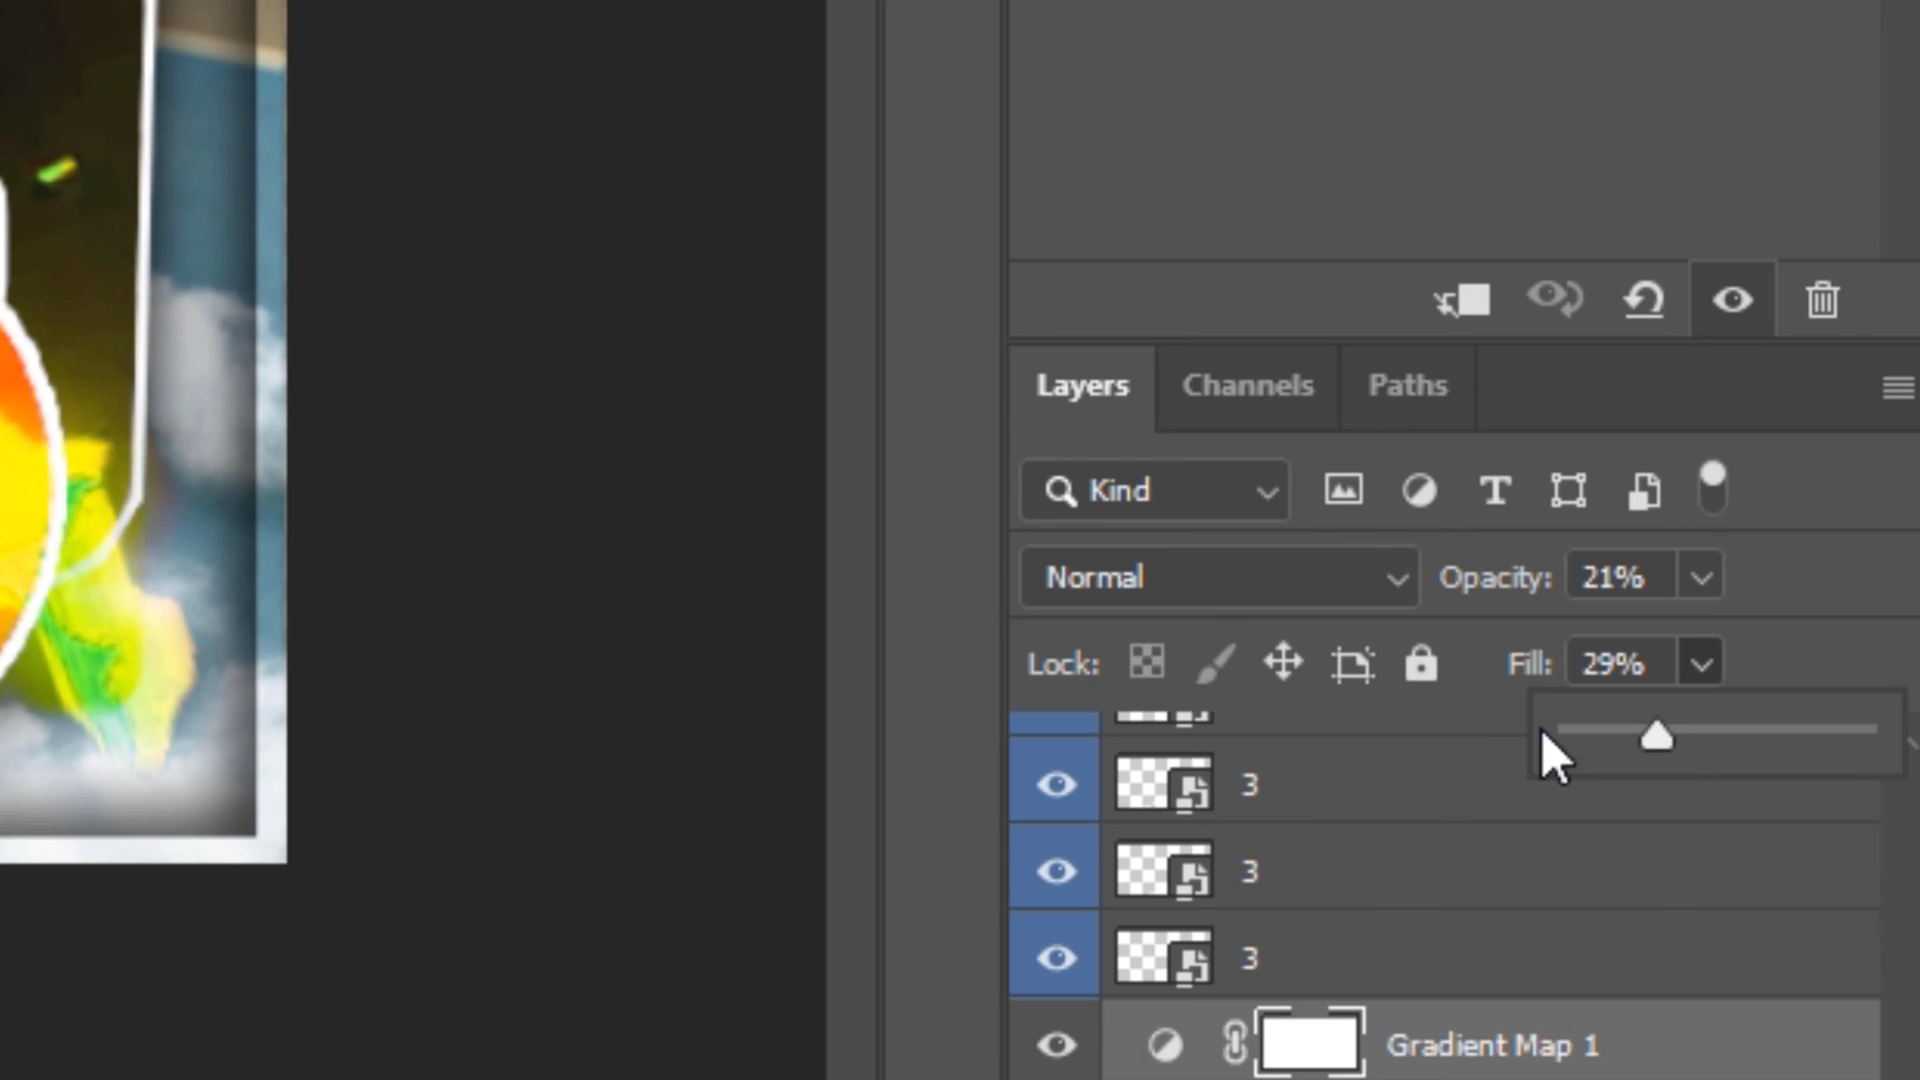 Layers Channels Paths
Kind
Normal Opacity: 21%
Lock: Fill: 29%
3
3
3
Gradient Map 1